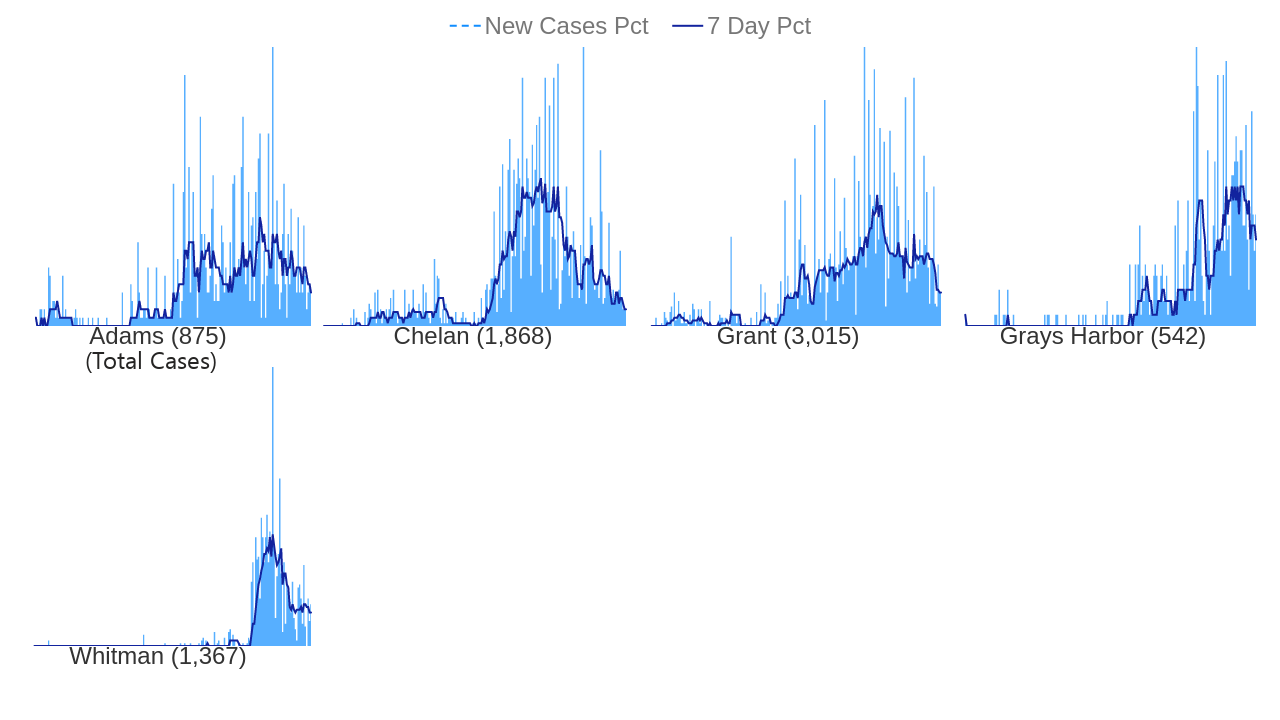 New Cases Pct 7 Day Pct
Adams (875) Chelan (1,868) Grant (3,015) Grays Harbor (542)
(Total Cases)
Whitman (1,367)